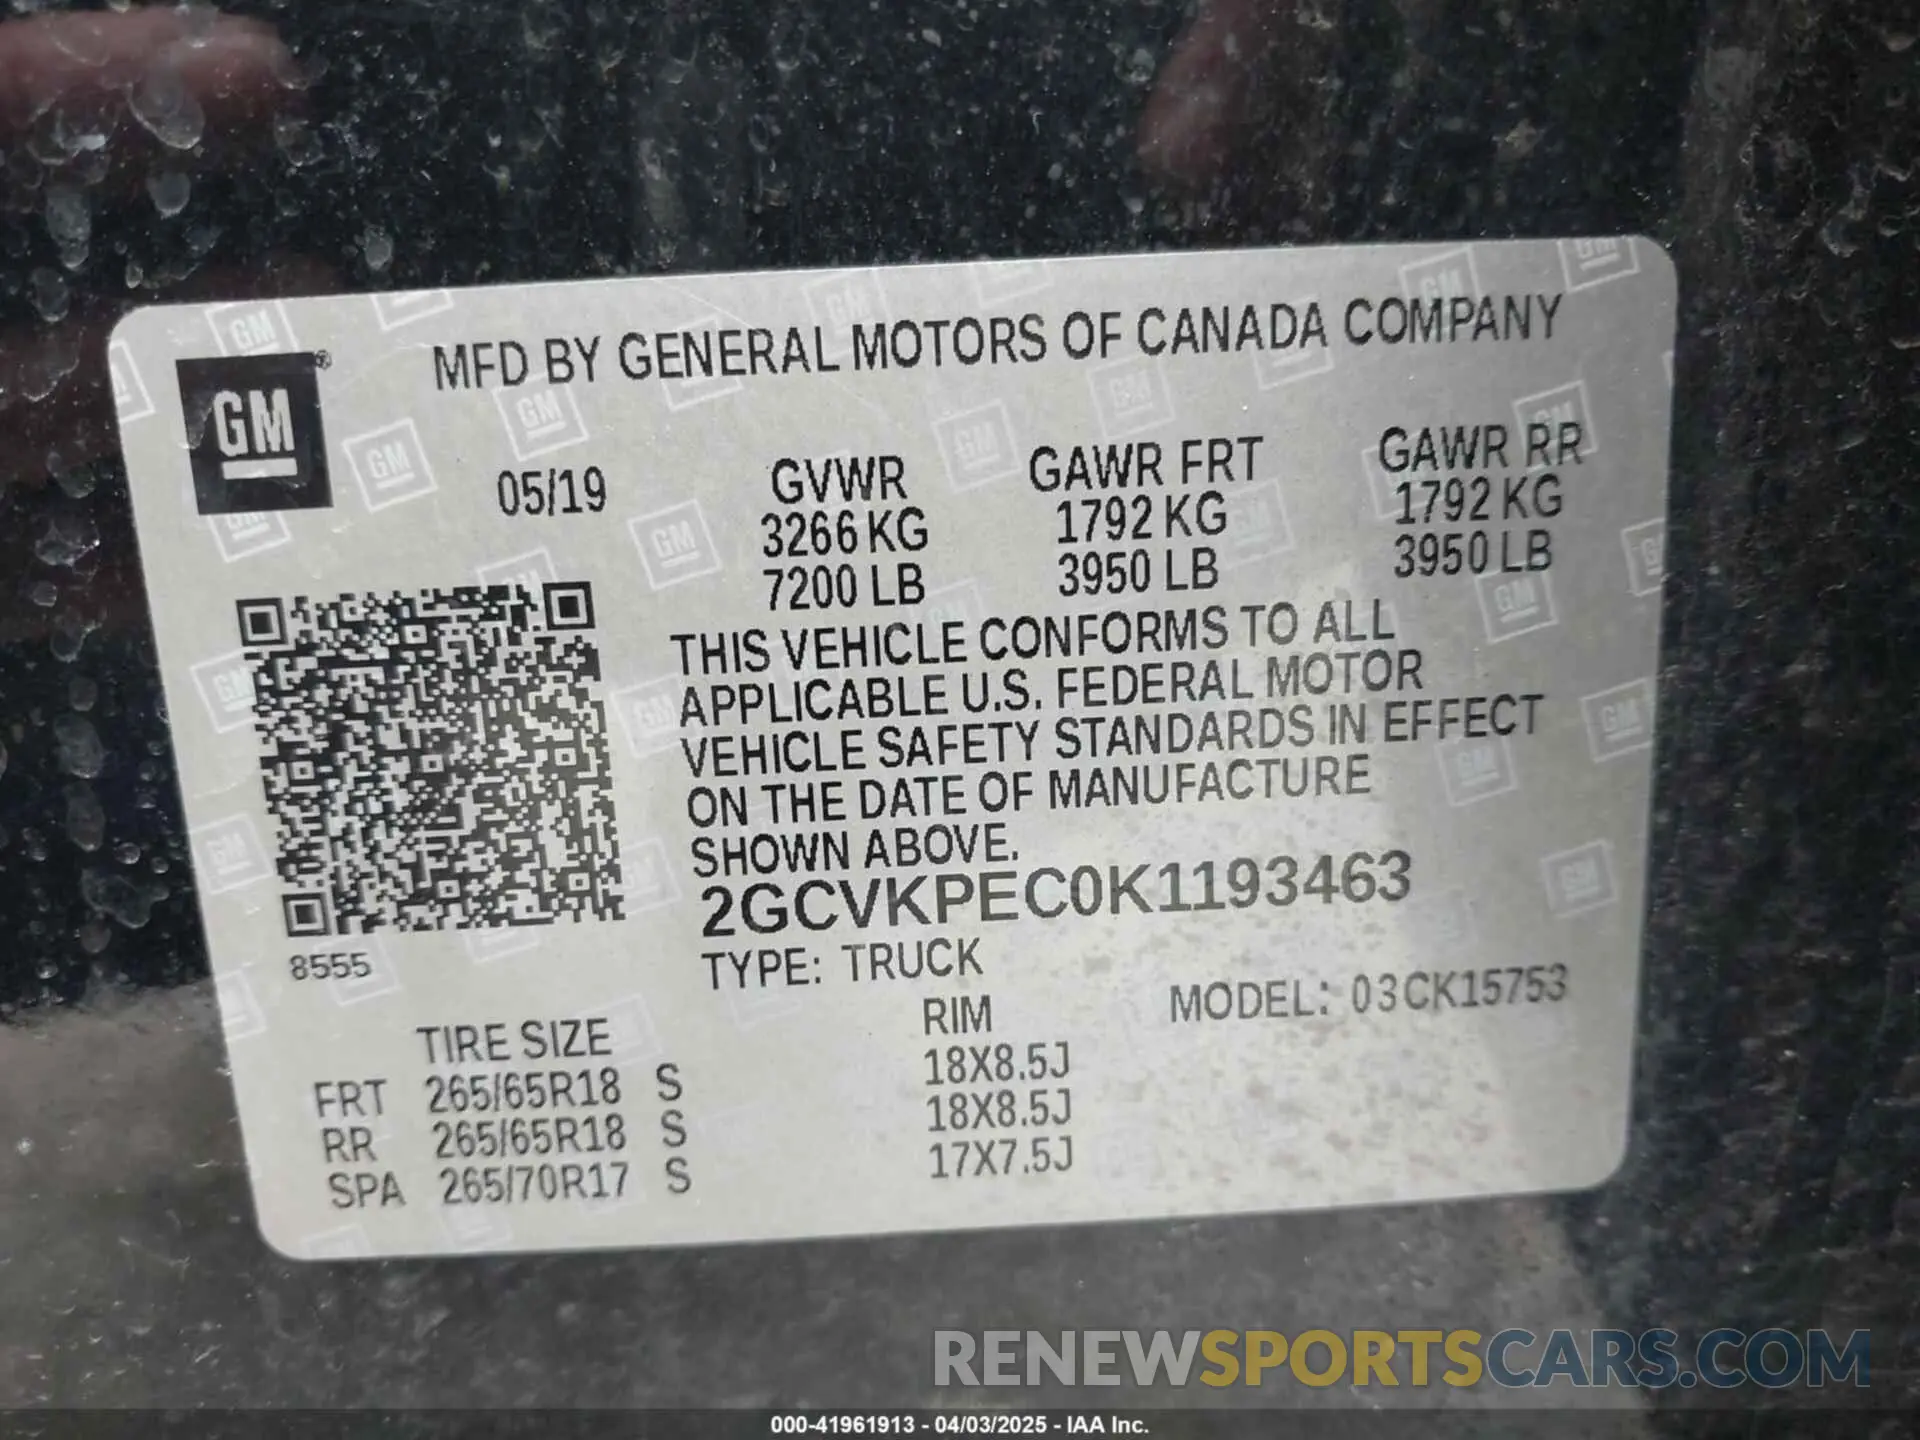 GM ®
MFD BY GENERAL MOTORS OF CANADA COMPANY
05/19
GVWR
3266 KG
7200 LB
GAWR FRT
1792 KG
3950 LB
GAWR RR
1792 KG
3950 LB
THIS VEHICLE CONFORMS TO ALL
APPLICABLE U.S. FEDERAL MOTOR
VEHICLE SAFETY STANDARDS IN EFFECT
ON THE DATE OF MANUFACTURE
SHOWN ABOVE.
2GCVKPEC0K1193463
8555
TYPE: TRUCK
MODEL: 03CK15753
TIRE SIZE RIM
FRT 265/65R18 S 18X8.5J
RR 265/65R18 S 18X8.5J
SPA 265/70R17 S 17X7.5J
RENEWSPORTSCARS.COM
000-41961913 - 04/03/2025 - IAA Inc.